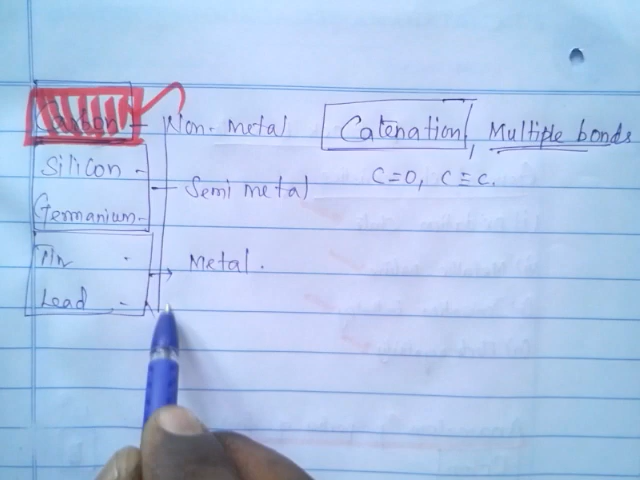 Carbon - Non-metal Catenation, Multiple bonds
Silicon - C=O, C≡C.
- Semi metal
Germanium -
Tin - Metal.
Lead -